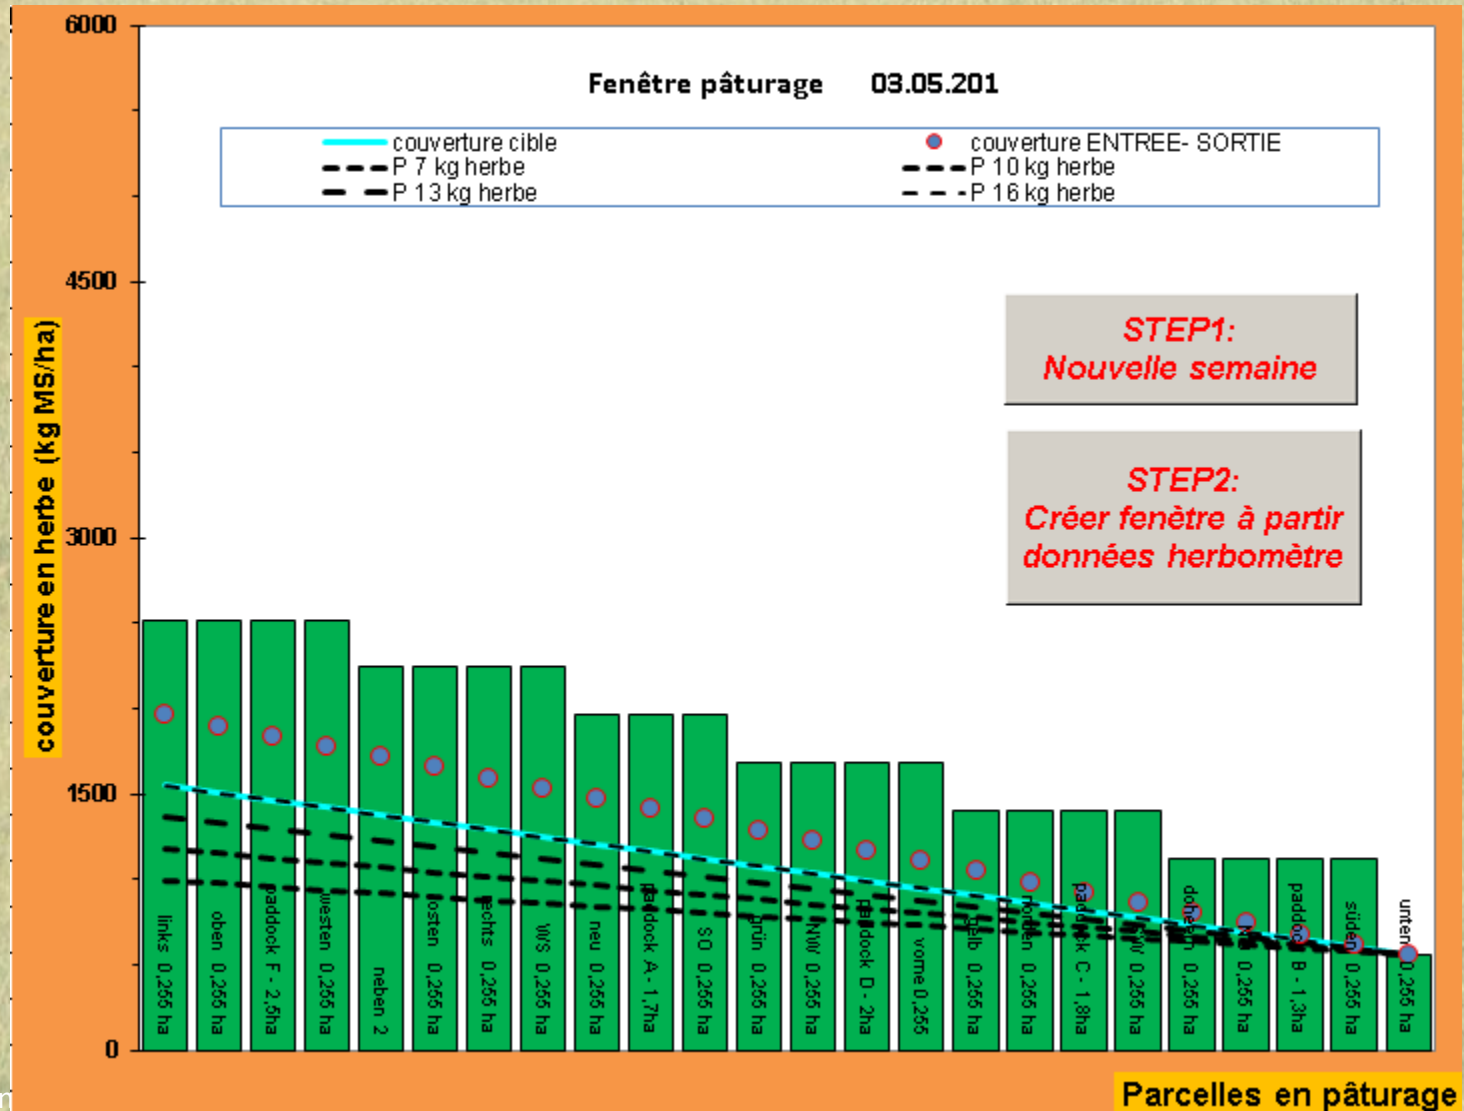 6000
Fenêtre pâturage 03.05.201
couverture cible
couverture ENTREE- SORTIE
P 7 kg herbe
P 10 kg herbe
P 13 kg herbe
P 16 kg herbe
4500
STEP1:
Nouvelle semaine
STEP2:
Créer fenètre à partir
données herbomètre
couverture en herbe (kg MS/ha)
3000
1500
0
links 0,255 ha
oben 0,255 ha
paddock F - 2,5ha
westen 0,255 ha
neben 2
osten 0,255 ha
rechts 0,255 ha
WS 0,255 ha
neu 0,255 ha
paddock A - 1,7ha
SO 0,255 ha
grün 0,255 ha
NW 0,255 ha
paddock D - 2ha
vorne 0,255
gelb 0,255 ha
norden 0,255 ha
paddock C - 1,8ha
0,255 ha
0,255 ha
0,255 ha
paddock B - 1,3ha
süden 0,255 ha
unten 0,255 ha
Parcelles en pâturage